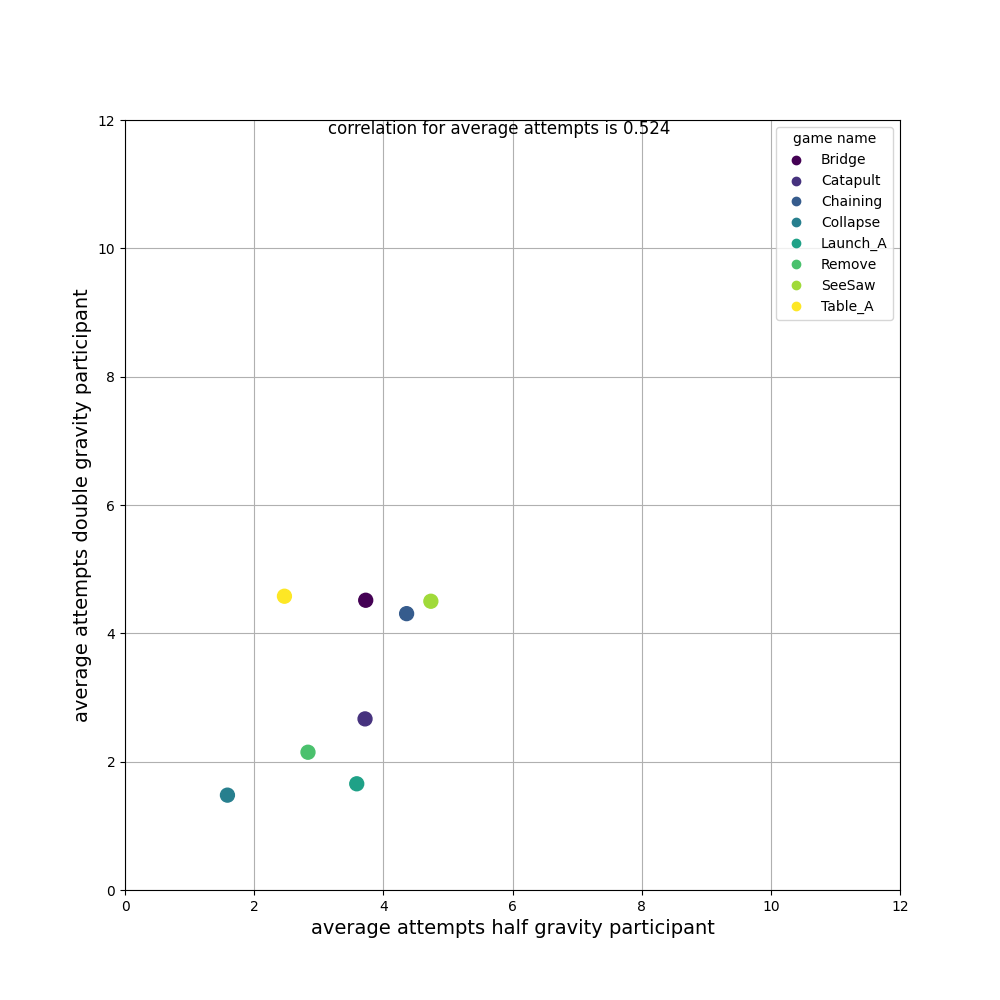 correlation for average attempts is 0.524
game name
Bridge
Catapult
Chaining
Collapse
Launch_A
Remove
SeeSaw
Table_A
average attempts double gravity participant
12
10
8
6
4
2
0
0 2 4 6 8 10 12
average attempts half gravity participant